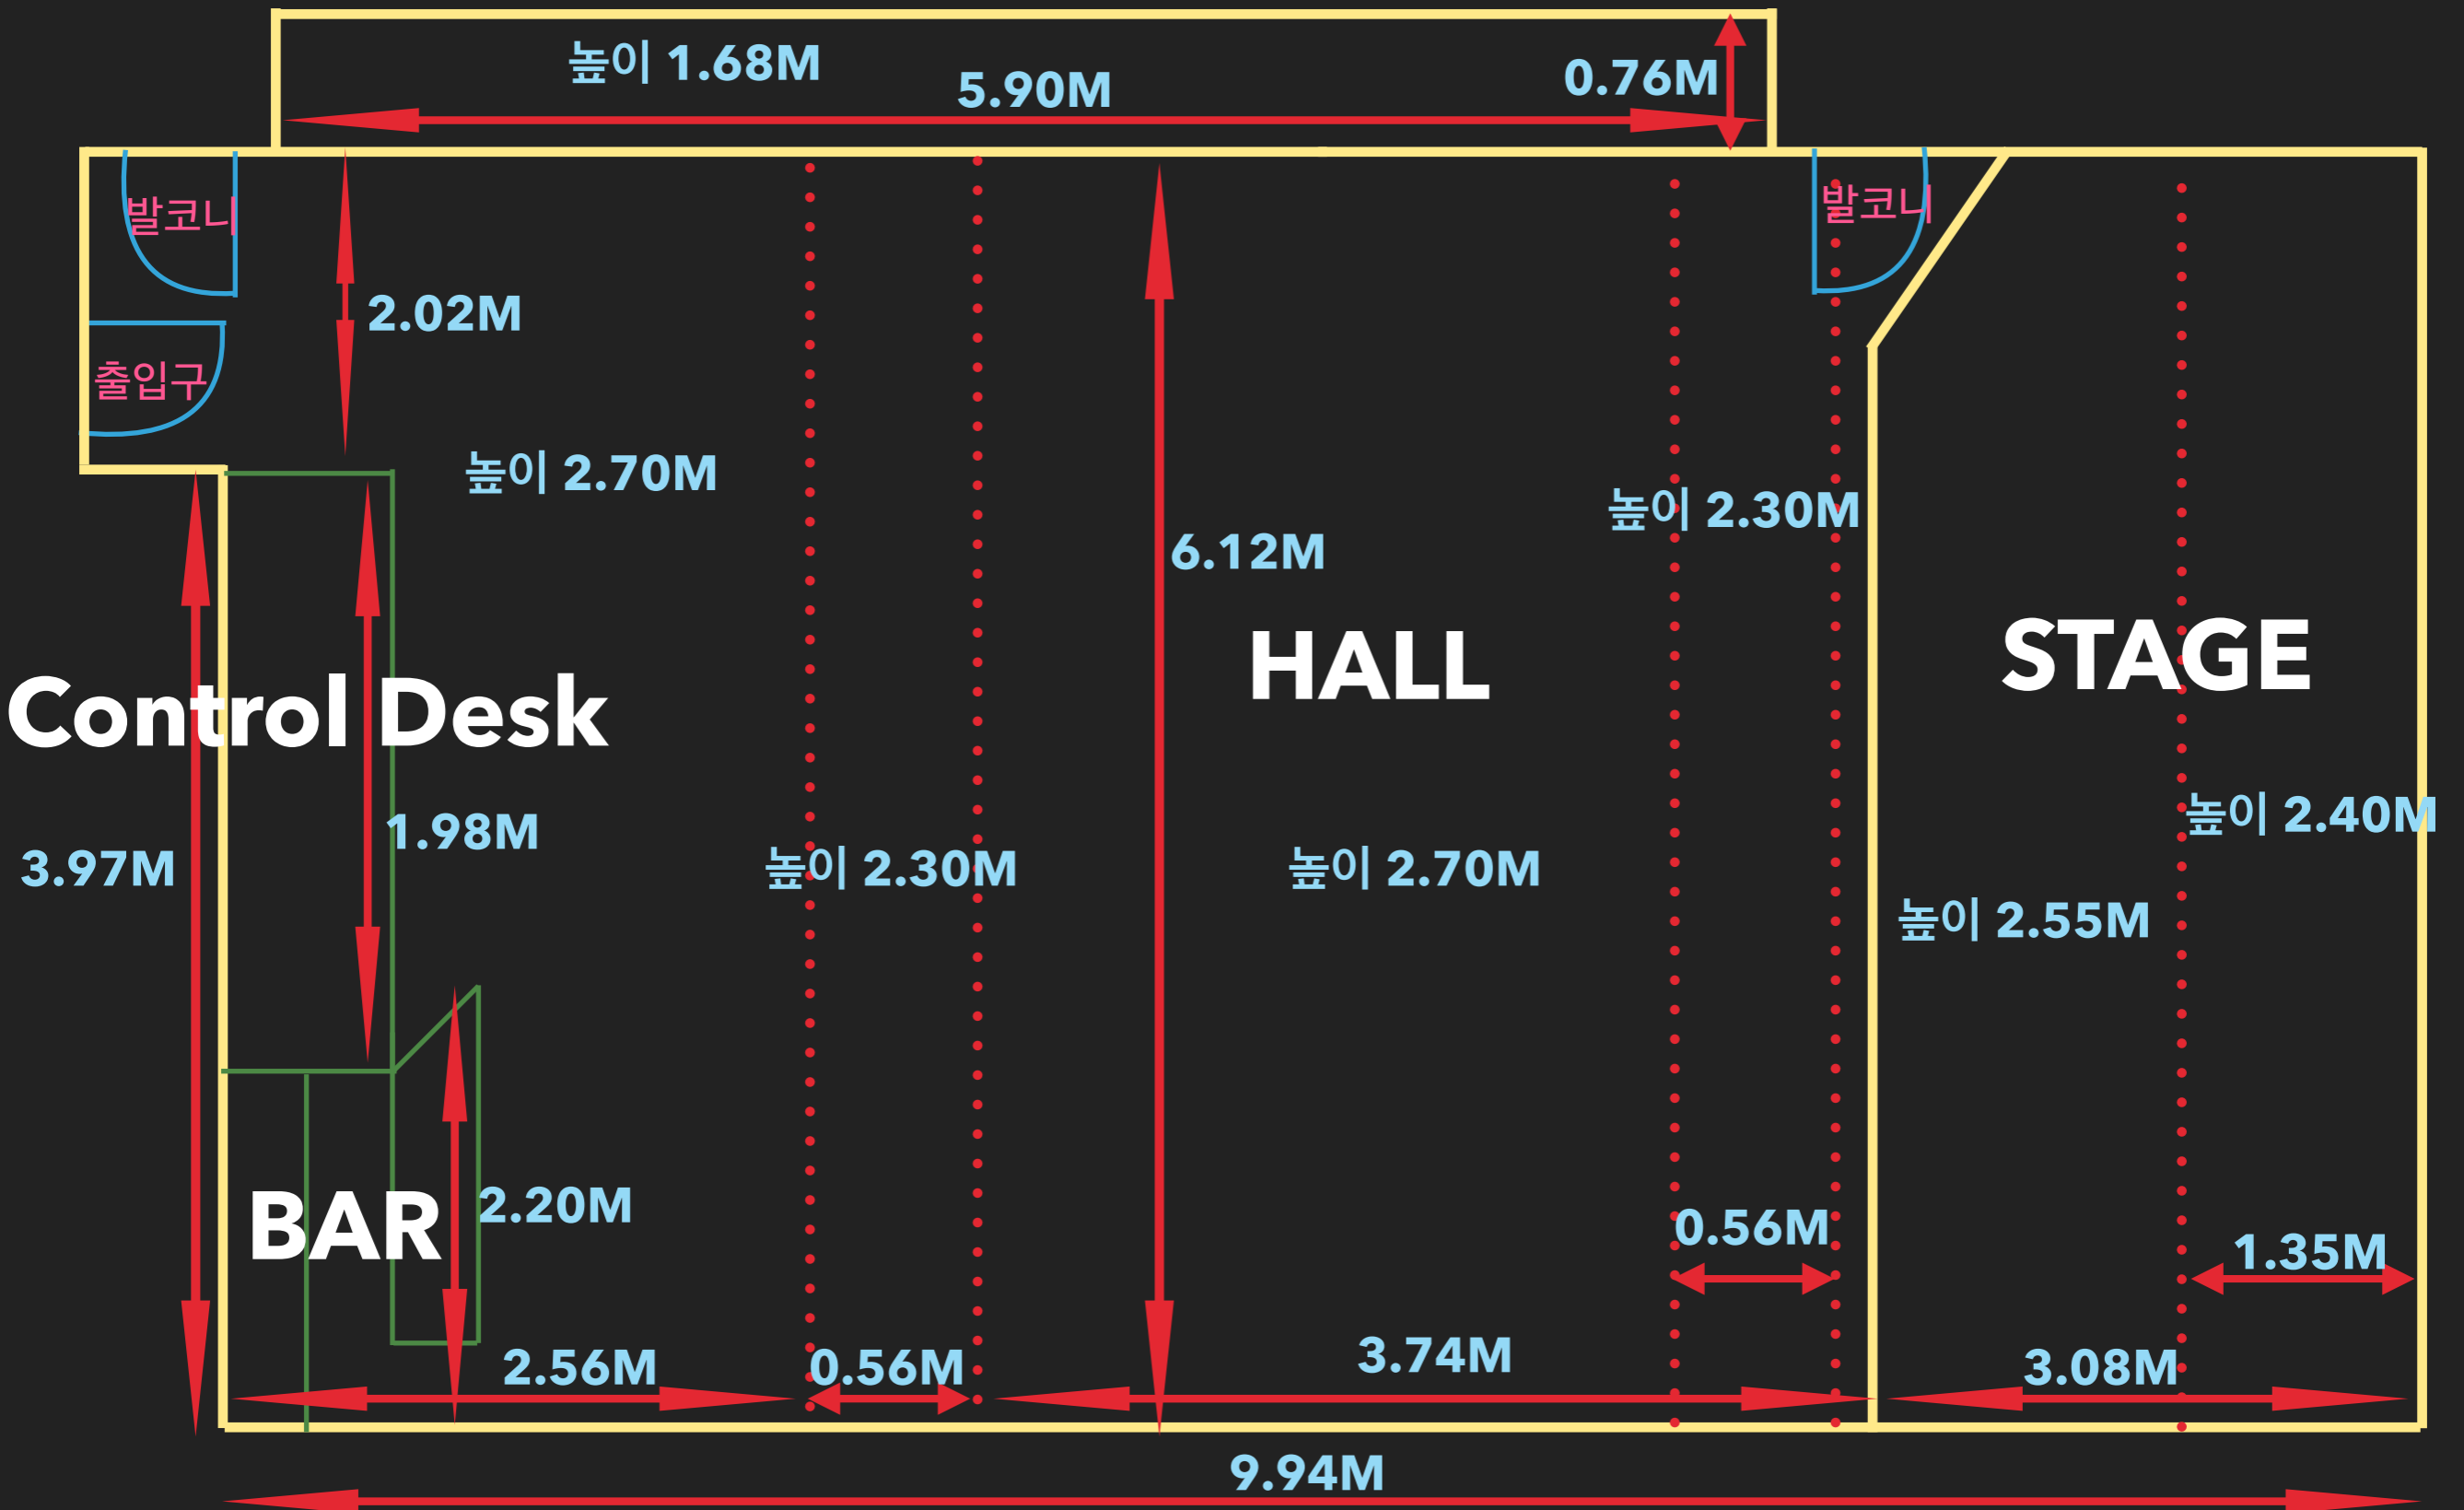 높이 1.68M
5.90M
0.76M
발코니
발코니
2.02M
출입구
높이 2.70M
높이 2.30M
6.12M
HALL
STAGE
Control Desk
1.98M
3.97M
높이 2.30M
높이 2.70M
높이 2.40M
높이 2.55M
BAR
2.20M
0.56M
1.35M
2.56M
0.56M
3.74M
3.08M
9.94M